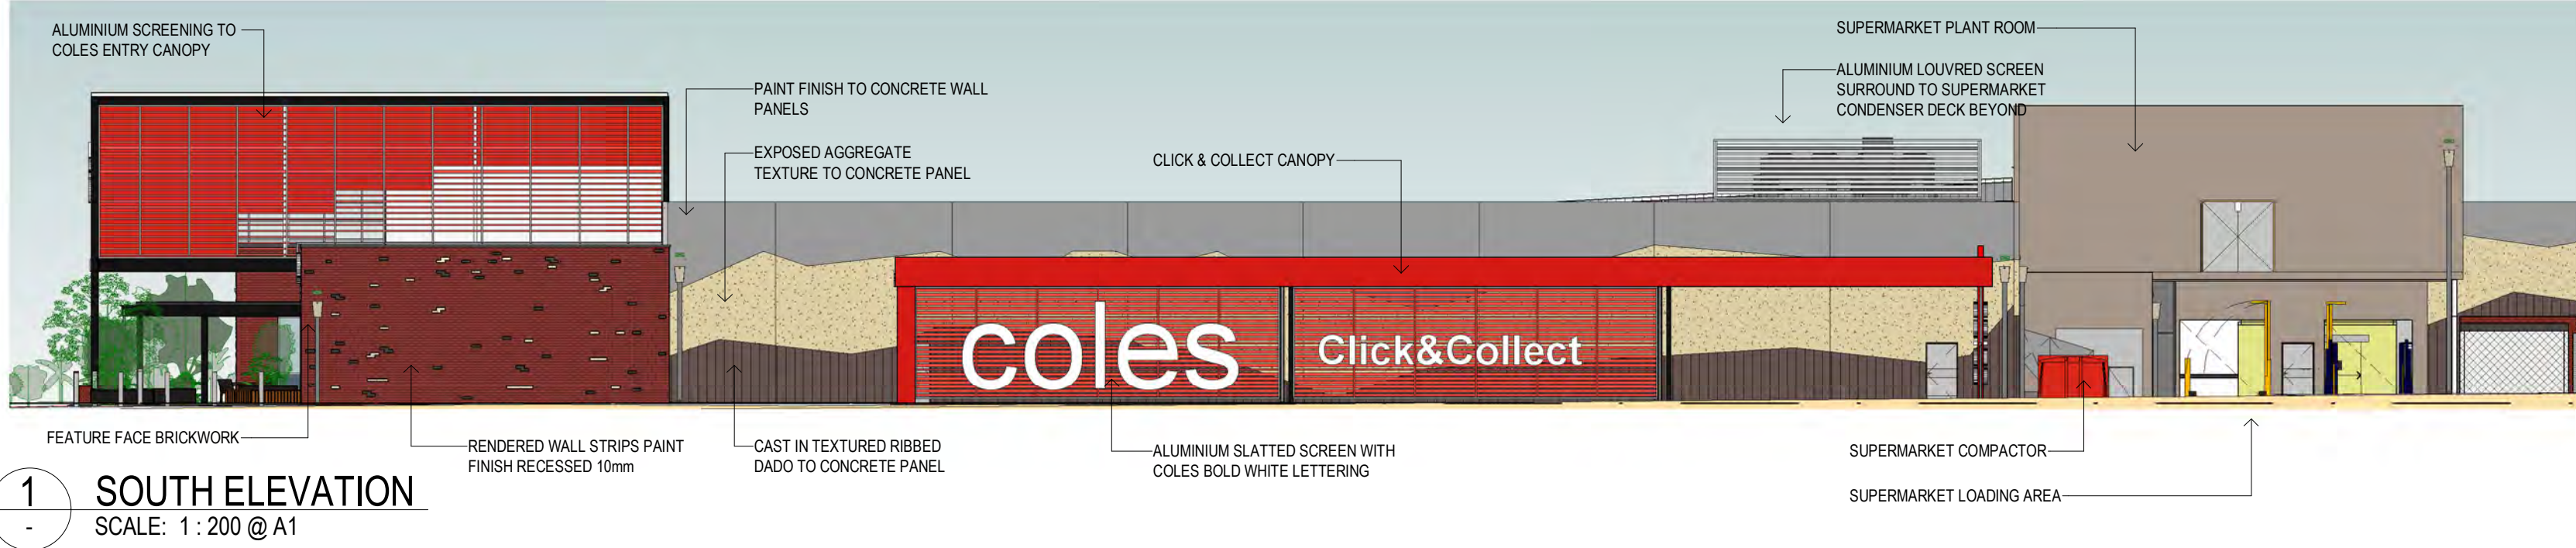 ALUMINIUM SCREENING TO
COLES ENTRY CANOPY
PAINT FINISH TO CONCRETE WALL
PANELS
EXPOSED AGGREGATE
TEXTURE TO CONCRETE PANEL
CLICK & COLLECT CANOPY
SUPERMARKET PLANT ROOM
ALUMINIUM LOUVRED SCREEN
SURROUND TO SUPERMARKET
CONDENSER DECK BEYOND
coles
Click&Collect
FEATURE FACE BRICKWORK
RENDERED WALL STRIPS PAINT
FINISH RECESSED 10mm
CAST IN TEXTURED RIBBED
DADO TO CONCRETE PANEL
ALUMINIUM SLATTED SCREEN WITH
COLES BOLD WHITE LETTERING
SUPERMARKET COMPACTOR
SUPERMARKET LOADING AREA
1
-
SOUTH ELEVATION
SCALE: 1 : 200 @ A1